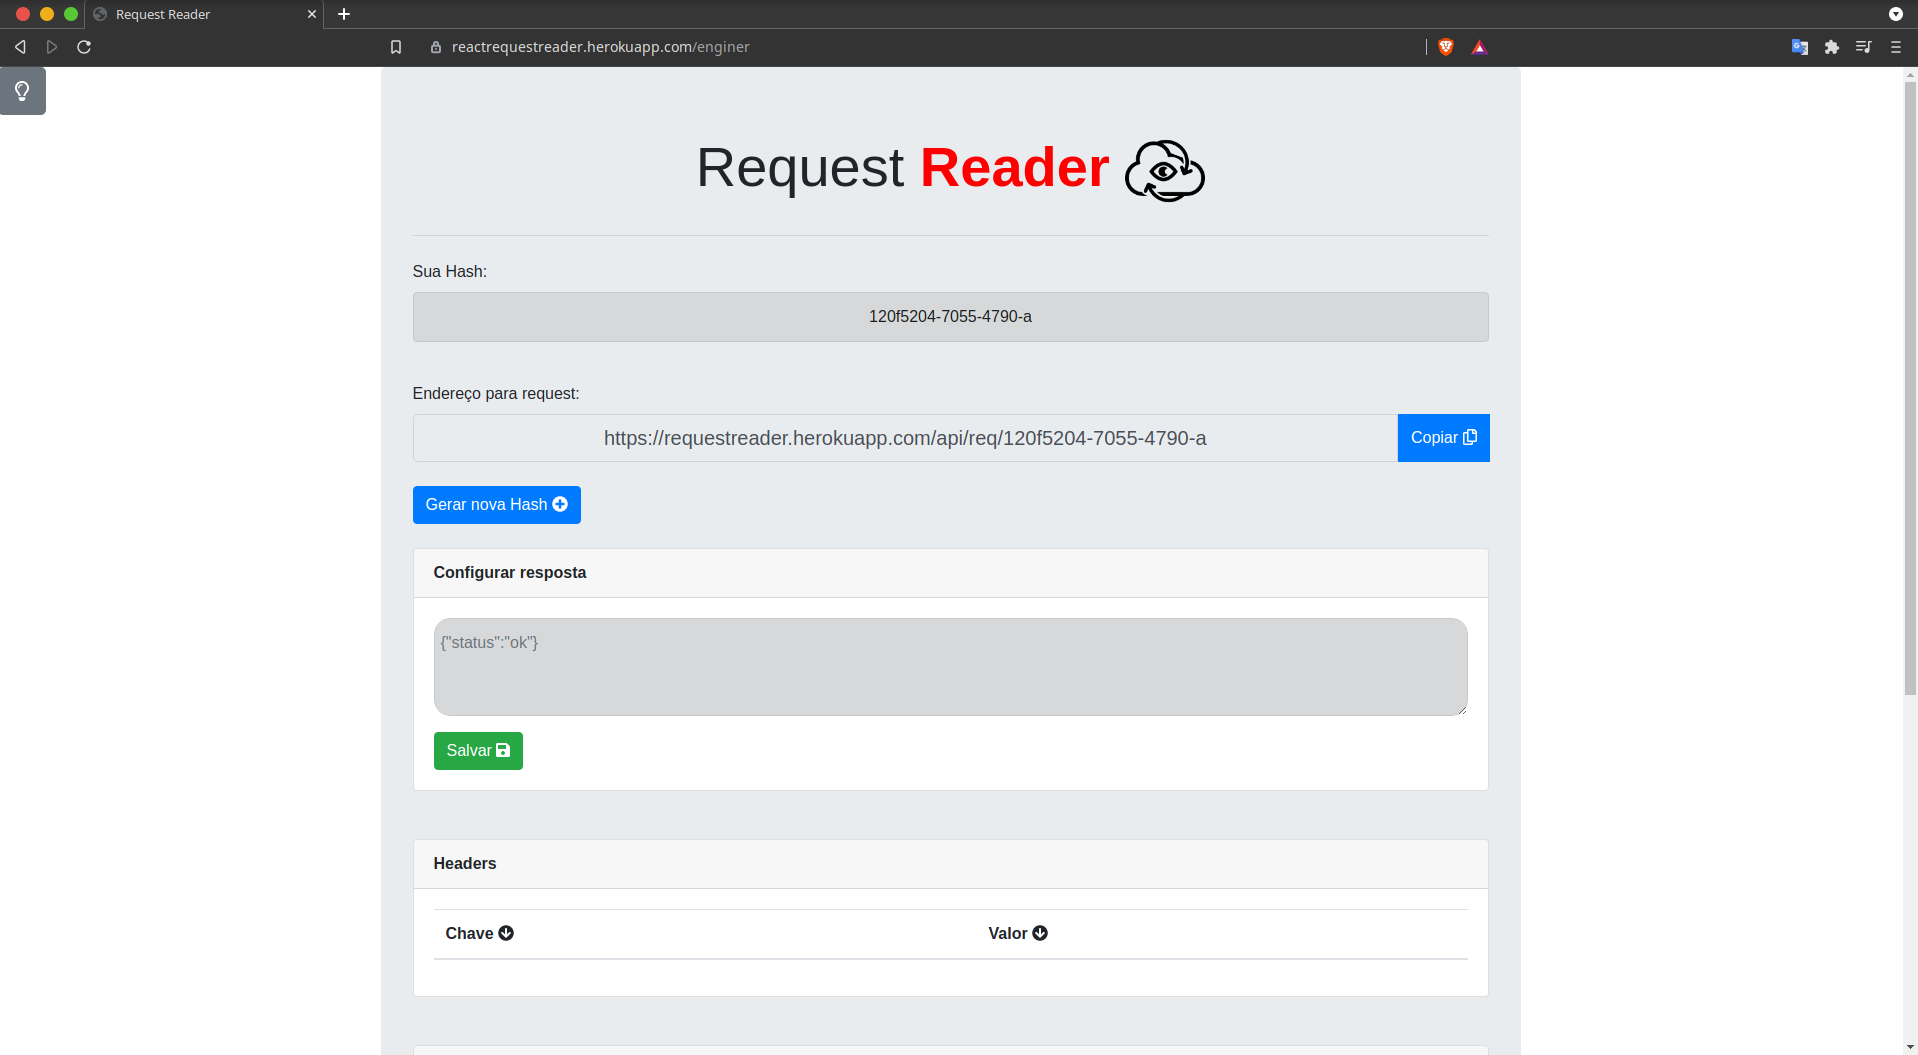 Request Reader
reactrequestreader.herokuapp.com/enginer
Request Reader
Sua Hash:
120f5204-7055-4790-a
Endereço para request:
https://requestreader.herokuapp.com/api/req/120f5204-7055-4790-a
Copiar
Gerar nova Hash
Configurar resposta
{"status":"ok"}
Salvar
Headers
Chave
Valor